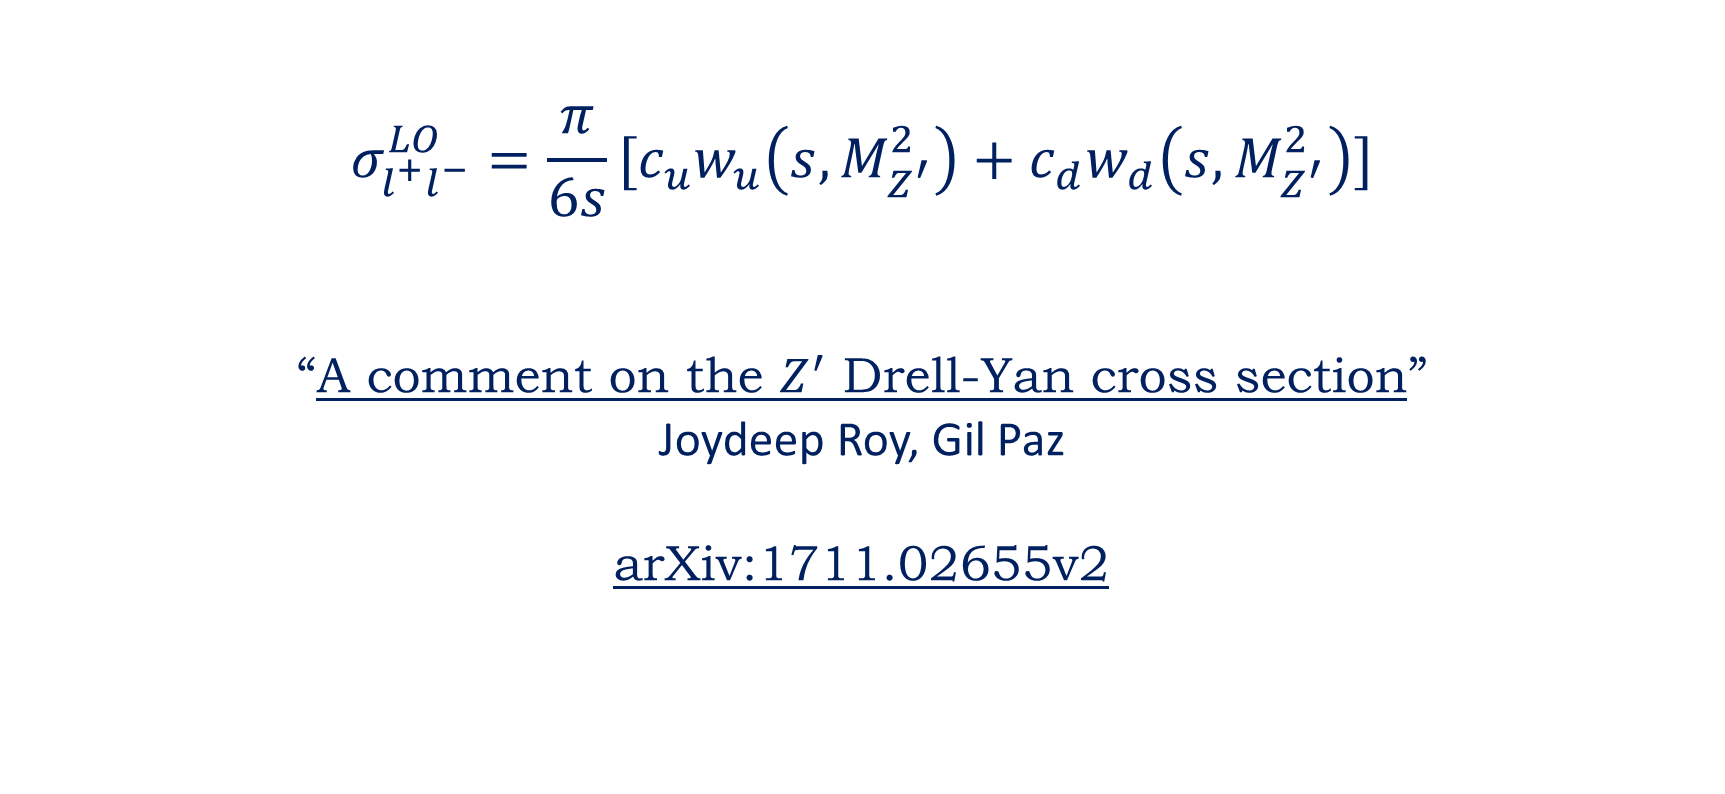 σ^{LO}_{l^+l^-} = \frac{π}{6s} [c_u w_u(s, M^2_{Z'}) + c_d w_d(s, M^2_{Z'})]
“A comment on the Z′ Drell-Yan cross section”
Joydeep Roy, Gil Paz
arXiv:1711.02655v2